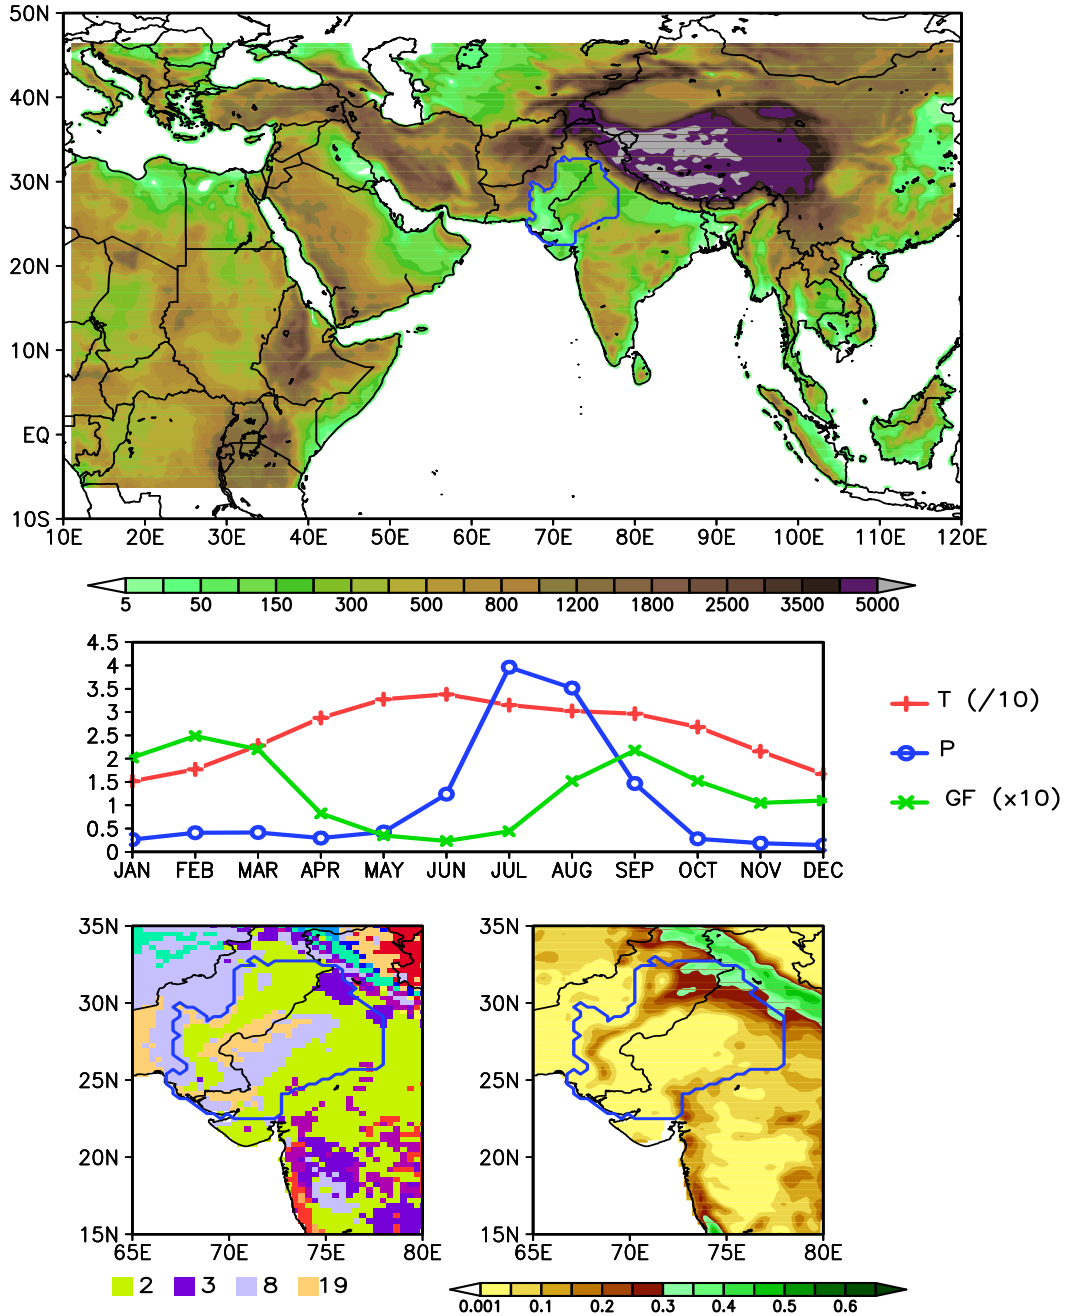 50N
40N
30N
20N
10N
EQ
10S
10E 20E 30E 40E 50E 60E 70E 80E 90E 100E 110E 120E
5 50 150 300 500 800 1200 1800 2500 3500 5000
4.5
4
3.5
3
2.5
2
1.5
1
0.5
0
JAN FEB MAR APR MAY JUN JUL AUG SEP OCT NOV DEC
T (/10)
P
GF (x10)
35N
30N
25N
20N
15N
65E 70E 75E 80E
2 3 8 19
35N
30N
25N
20N
15N
65E 70E 75E 80E
0.001 0.1 0.2 0.3 0.4 0.5 0.6